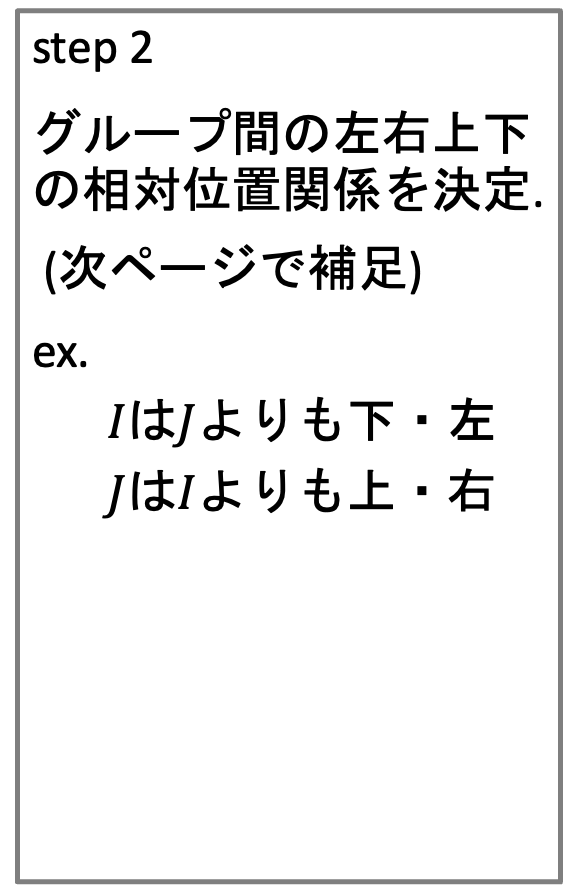 step 2
グループ間の左右上下
の相対位置関係を決定.
(次ページで補足)
ex.
IはJよりも下・左
JはIよりも上・右